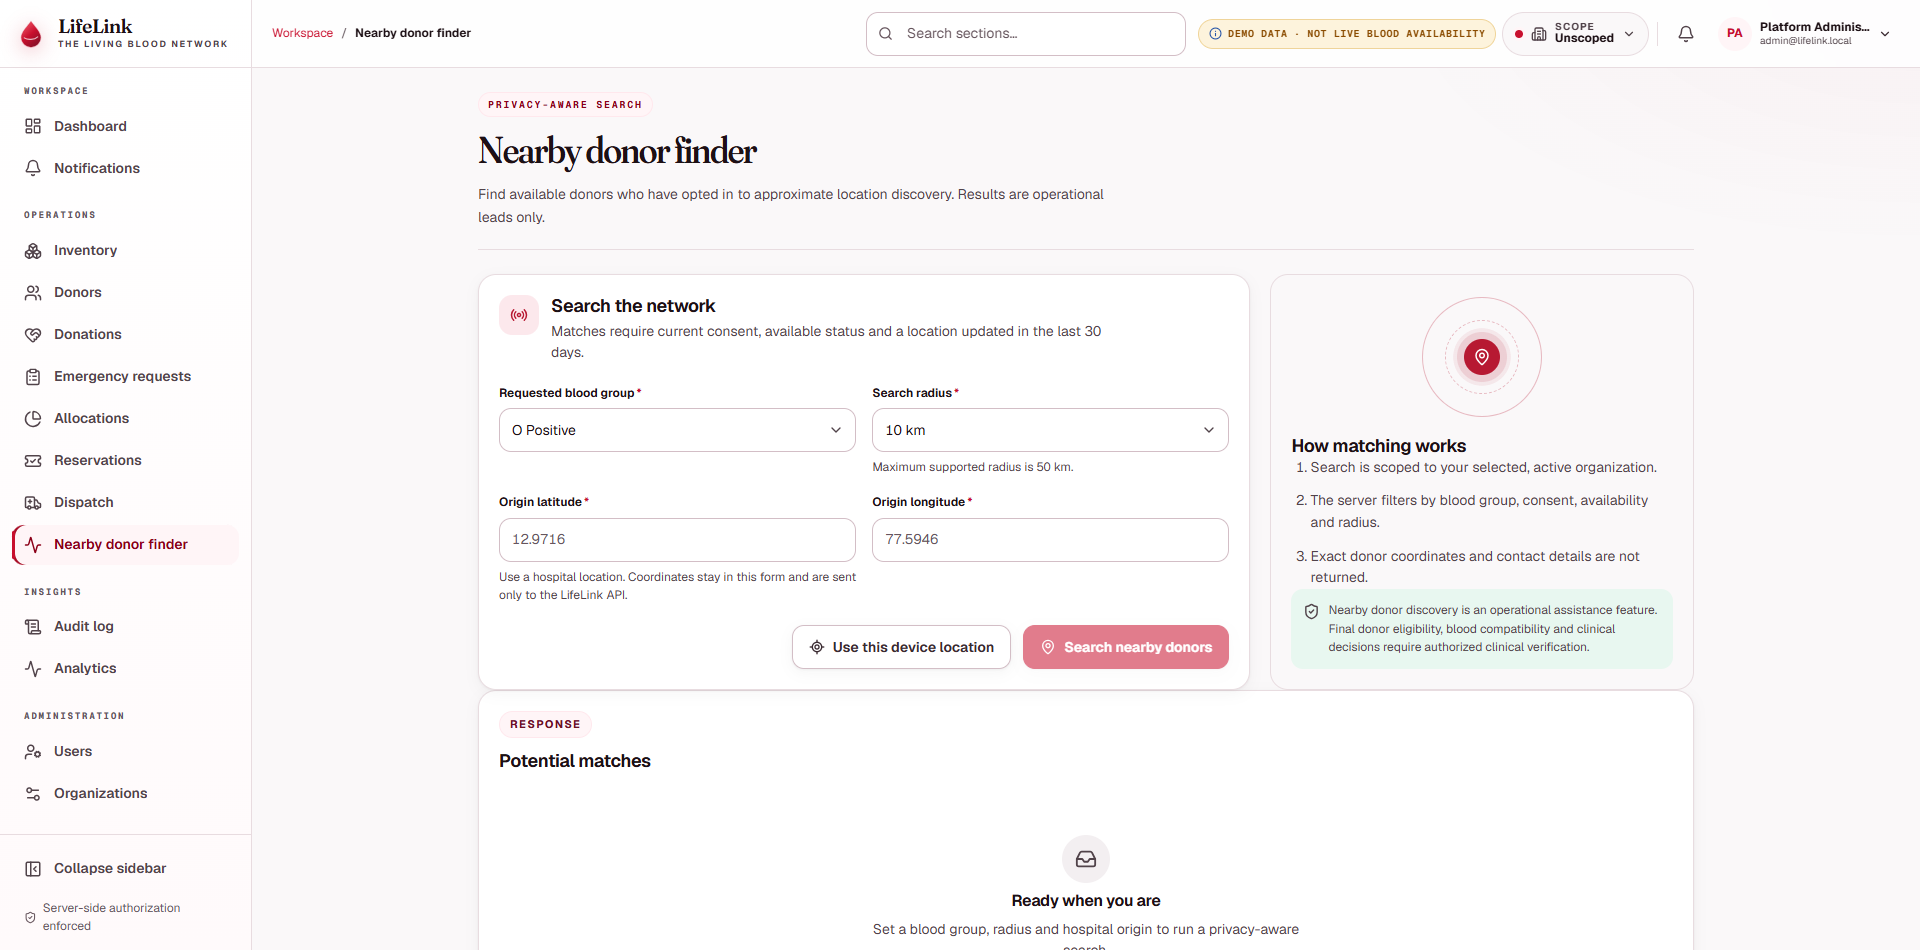 LifeLink
THE LIVING BLOOD NETWORK
Workspace / Nearby donor finder
Search sections...
DEMO DATA · NOT LIVE BLOOD AVAILABILITY
SCOPE
Unscoped
PA
Platform Adminis...
admin@lifelink.local
WORKSPACE
Dashboard
Notifications
OPERATIONS
Inventory
Donors
Donations
Emergency requests
Allocations
Reservations
Dispatch
Nearby donor finder
INSIGHTS
Audit log
Analytics
ADMINISTRATION
Users
Organizations
Collapse sidebar
Server-side authorization
enforced
PRIVACY-AWARE SEARCH
Nearby donor finder
Find available donors who have opted in to approximate location discovery. Results are operational
leads only.
Search the network
Matches require current consent, available status and a location updated in the last 30
days.
Requested blood group *
O Positive
Search radius *
10 km
Maximum supported radius is 50 km.
Origin latitude *
12.9716
Use a hospital location. Coordinates stay in this form and are sent
only to the LifeLink API.
Origin longitude *
77.5946
Use this device location
Search nearby donors
How matching works
1. Search is scoped to your selected, active organization.
2. The server filters by blood group, consent, availability
and radius.
3. Exact donor coordinates and contact details are not
returned.
Nearby donor discovery is an operational assistance feature.
Final donor eligibility, blood compatibility and clinical
decisions require authorized clinical verification.
RESPONSE
Potential matches
Ready when you are
Set a blood group, radius and hospital origin to run a privacy-aware
search.